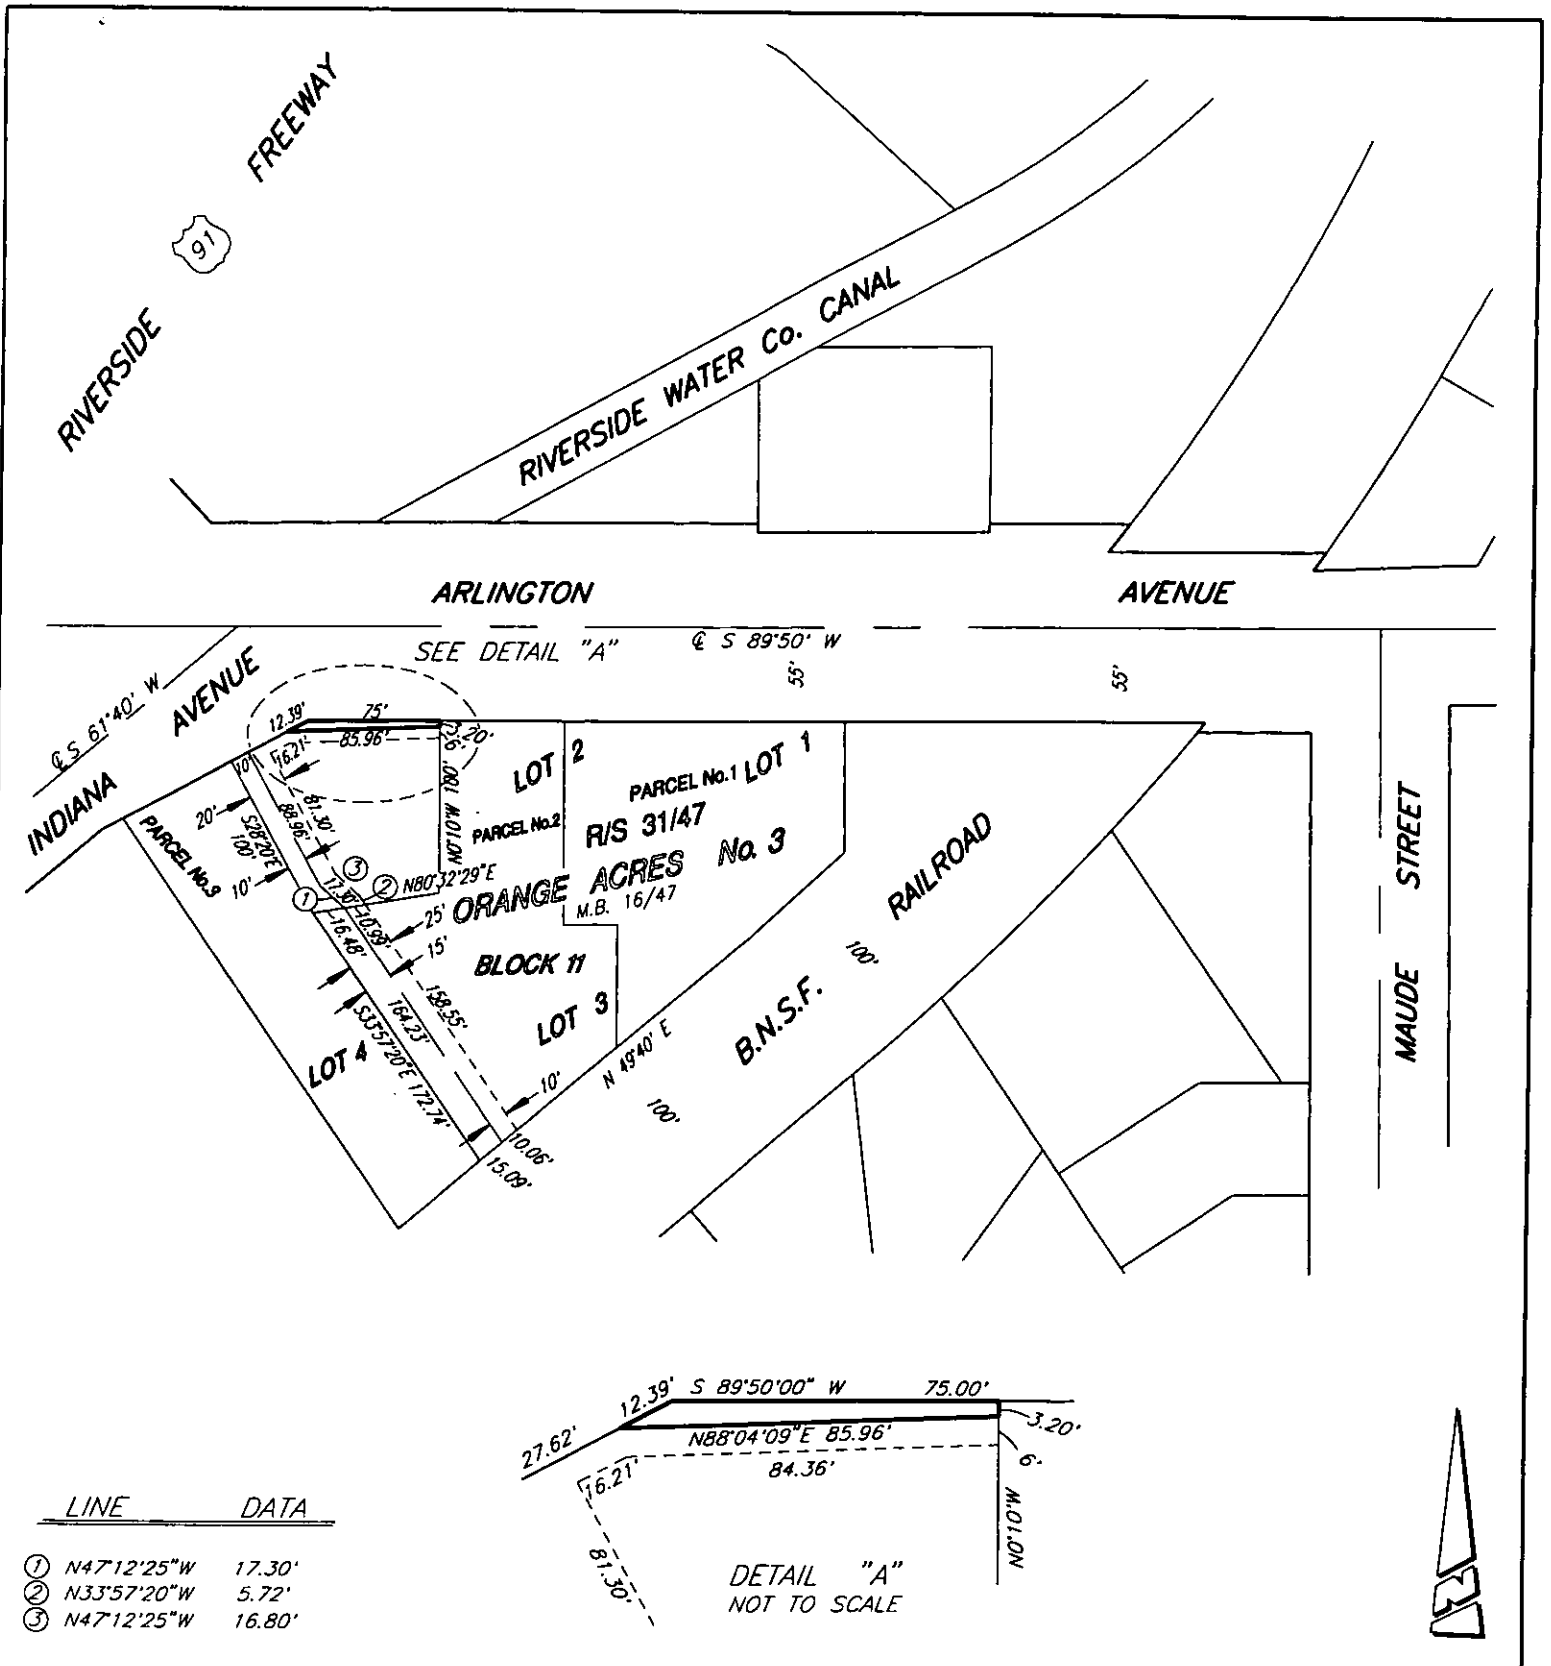 RIVERSIDE FREEWAY
91
RIVERSIDE WATER Co. CANAL
ARLINGTON AVENUE
SEE DETAIL "A"
℄ S 89°50' W
55'
55'
℄ S 61°40' W
INDIANA AVENUE
12.39'
75'
3.20'
6'
85.96'
16.21'
10'
LOT 2
LOT 1
PARCEL No.1
PARCEL No.2
PARCEL No.3
R/S 31/47
ORANGE ACRES No. 3
M.B. 16/47
BLOCK 11
LOT 3
LOT 4
N0°10'W 180'
81.30'
88.96'
20'
S28°20'E
100'
10'
①
②
③
17.30'
N80°32'29"E
10.99'
25'
15'
16.48'
158.55'
164.23'
S33°57'20"E 172.74'
10'
10.06'
15.09'
N 49°40' E
100'
100'
B.N.S.F. RAILROAD
MAUDE STREET
12.39' S 89°50'00" W 75.00'
27.62'
3.20'
N88°04'09"E 85.96'
6'
16.21'
84.36'
N0°10'W
81.30'
DETAIL "A"
NOT TO SCALE
LINE DATA
① N47°12'25"W 17.30'
② N33°57'20"W 5.72'
③ N47°12'25"W 16.80'